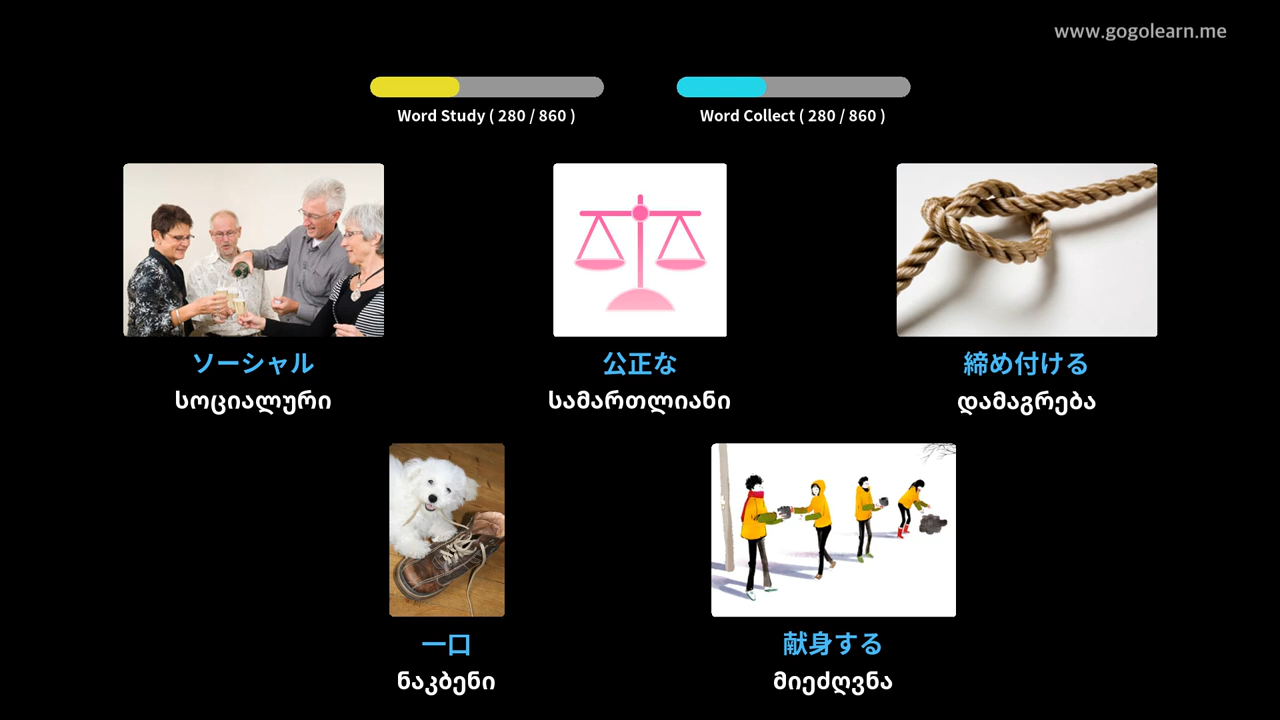 www.gogolearn.me
Word Study ( 280 / 860 )
Word Collect ( 280 / 860 )
ソーシャル
სოციალური
公正な
სამართლიანი
締め付ける
დამაგრება
一口
ნაკბენი
献身する
მიეძღვნა